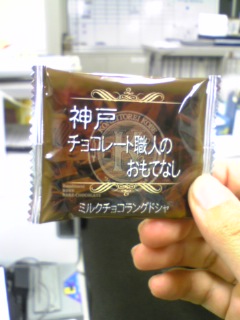 神戸
チョコレート職人の
おもてなし
ミルクチョコラングドシャ